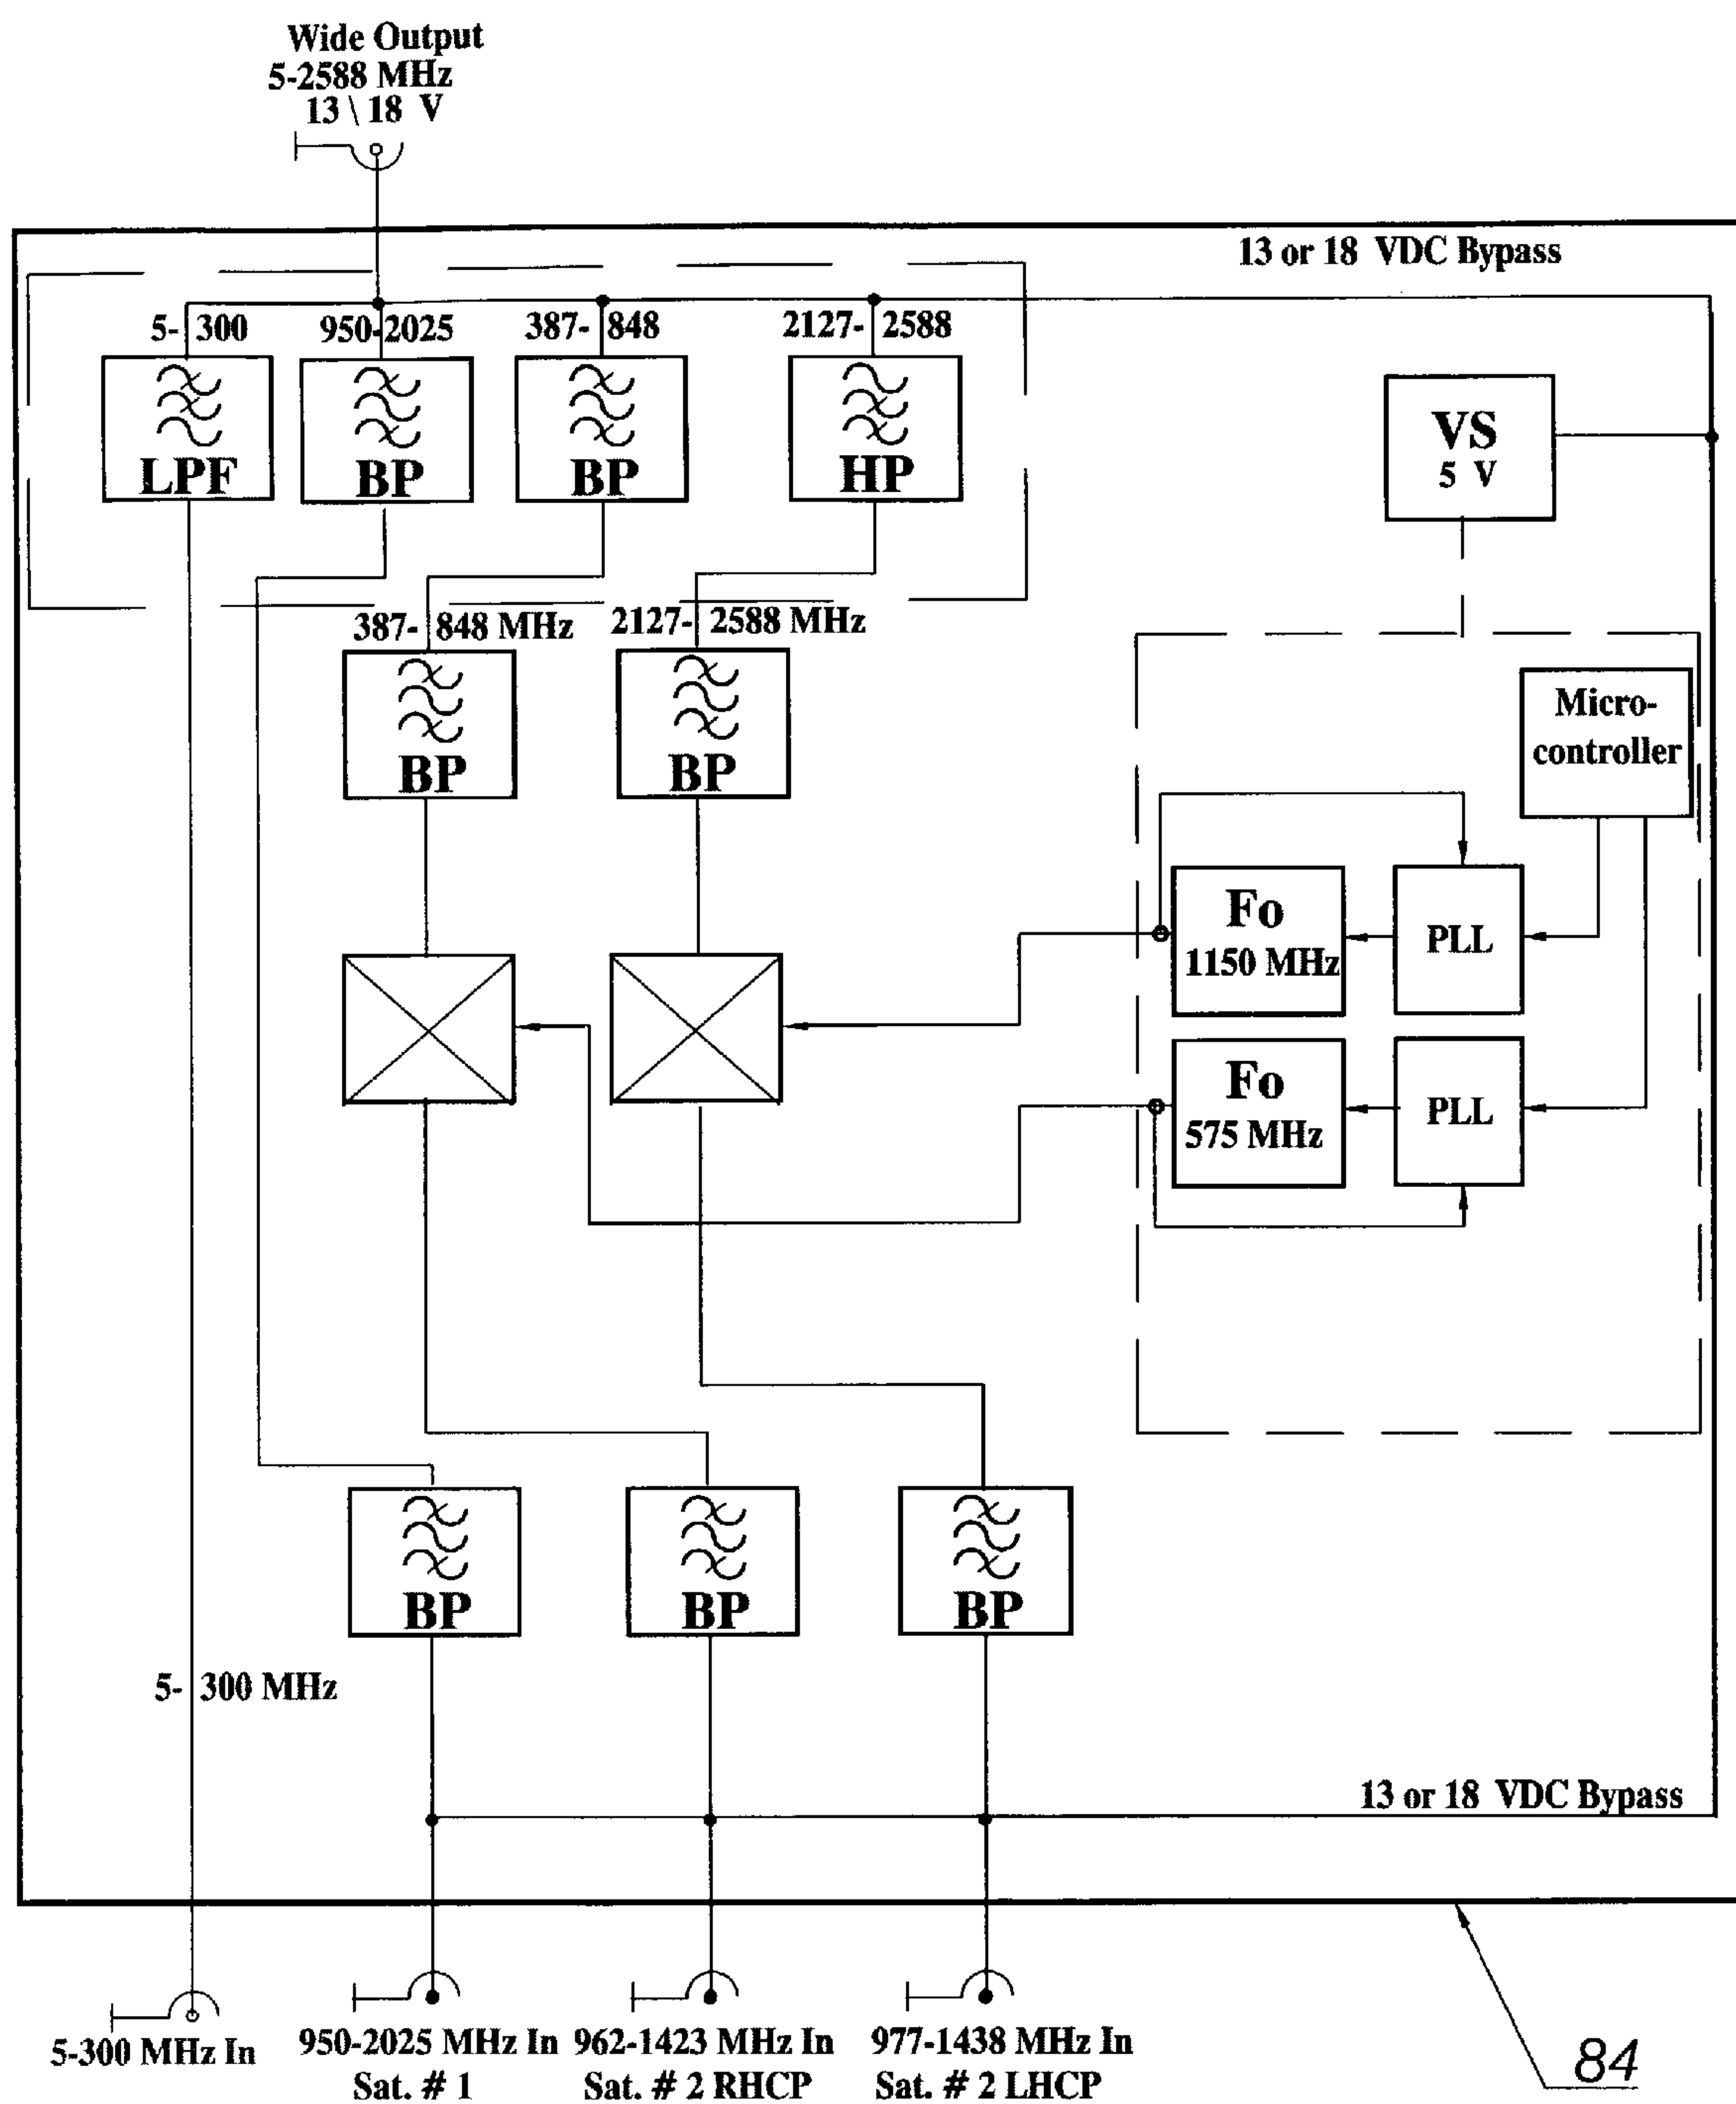 Wide Output
5-2588 MHz
13 \ 18 V
13 or 18 VDC Bypass
5- 300
950-2025
387- 848
2127- 2588
LPF
BP
BP
HP
VS
5 V
387- 848 MHz
2127- 2588 MHz
BP
BP
Micro-
controller
Fo
1150 MHz
PLL
Fo
575 MHz
PLL
BP
BP
BP
5- 300 MHz
13 or 18 VDC Bypass
5-300 MHz In
950-2025 MHz In
Sat. # 1
962-1423 MHz In
Sat. # 2 RHCP
977-1438 MHz In
Sat. # 2 LHCP
84